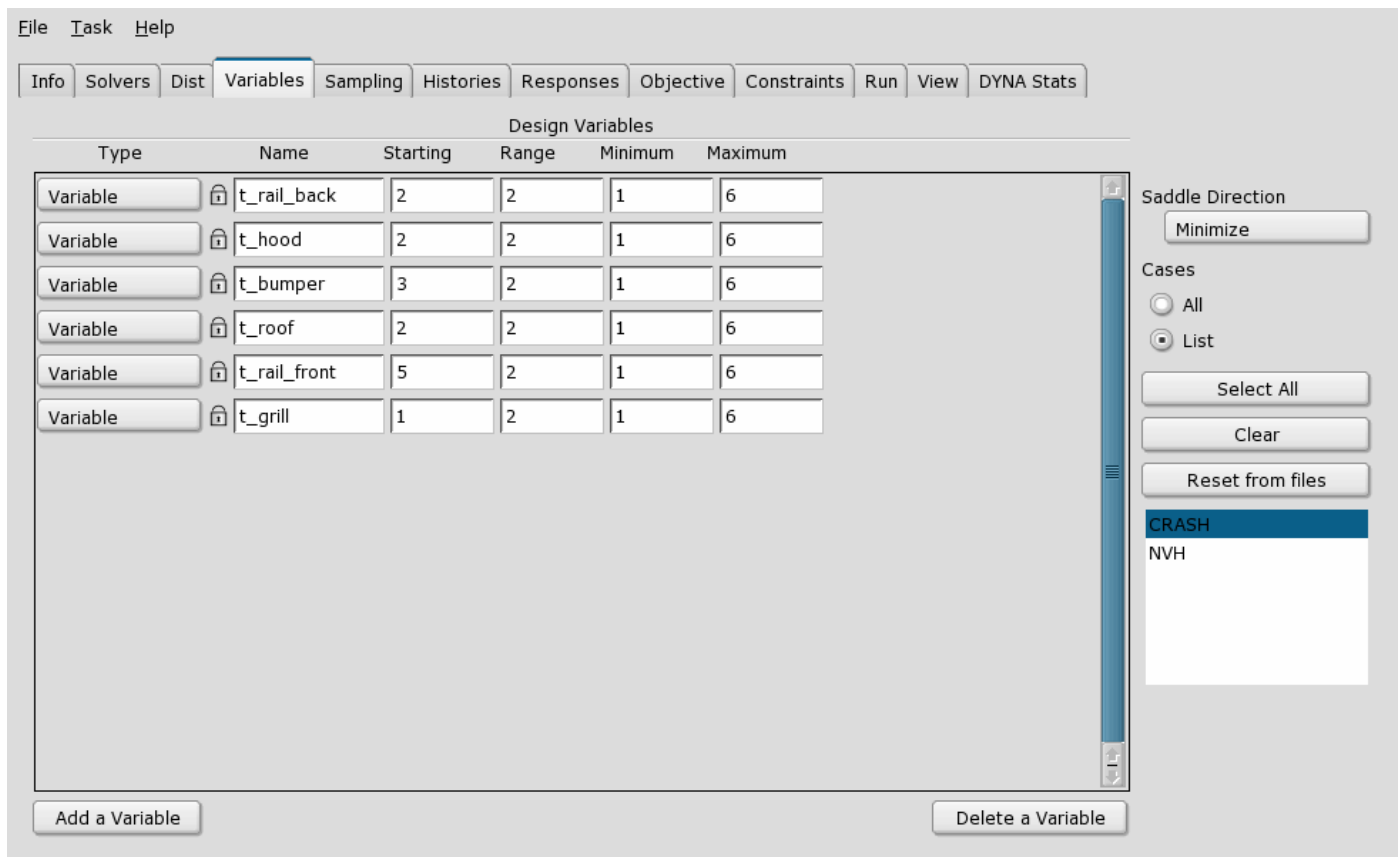 File Task Help
Info Solvers Dist Variables Sampling Histories Responses Objective Constraints Run View DYNA Stats
Design Variables
Type Name Starting Range Minimum Maximum
Variable t_rail_back 2 2 1 6
Variable t_hood 2 2 1 6
Variable t_bumper 3 2 1 6
Variable t_roof 2 2 1 6
Variable t_rail_front 5 2 1 6
Variable t_grill 1 2 1 6
Saddle Direction
Minimize
Cases
All
List
Select All
Clear
Reset from files
CRASH
NVH
Add a Variable Delete a Variable